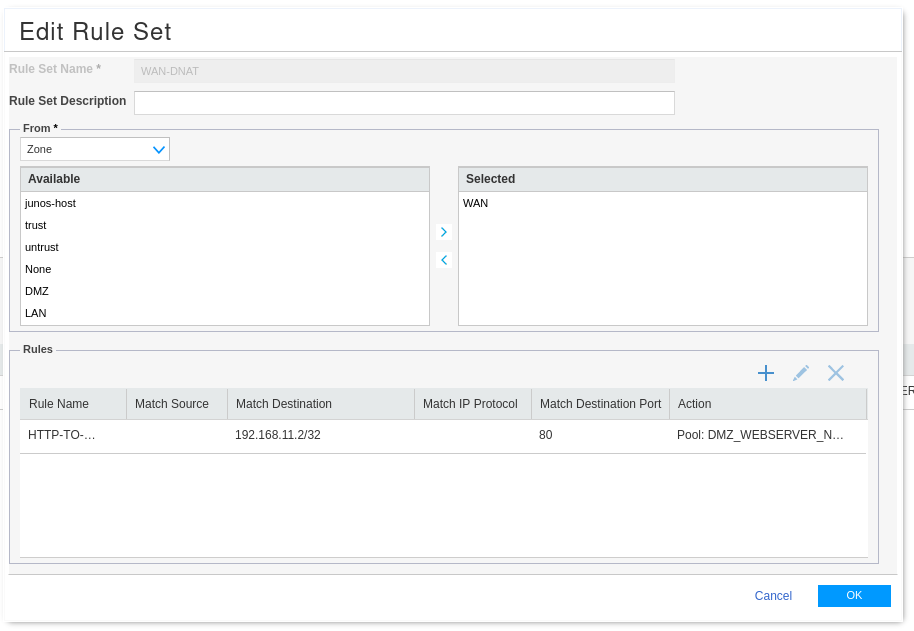 Edit Rule Set
Rule Set Name *
WAN-DNAT
Rule Set Description
From *
Zone
Available
Selected
junos-host
WAN
trust
untrust
None
DMZ
LAN
Rules
Rule Name Match Source Match Destination Match IP Protocol Match Destination Port Action
HTTP-TO-... 192.168.11.2/32 80 Pool: DMZ_WEBSERVER_N...
Cancel OK